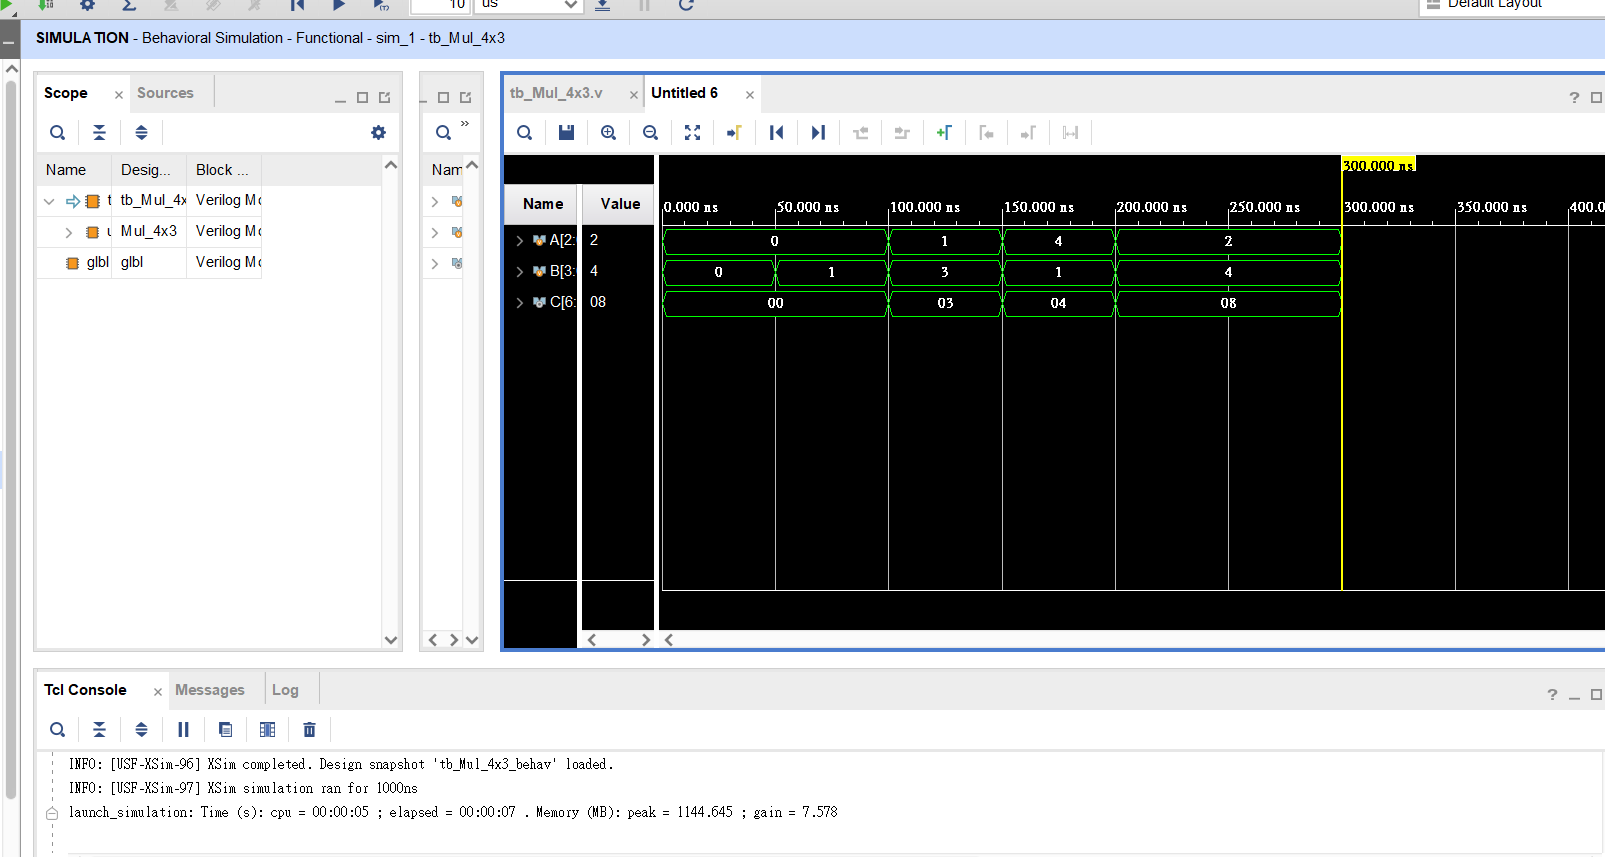 10 us
Default Layout
SIMULATION - Behavioral Simulation - Functional - sim_1 - tb_Mul_4x3
Scope × Sources
Name Desig... Block ...
t tb_Mul_4x Verilog Mo
u Mul_4x3 Verilog Mo
glbl glbl Verilog Mo
»
Nam
tb_Mul_4x3.v × Untitled 6 ×
?
300.000 ns
Name Value
0.000 ns 50.000 ns 100.000 ns 150.000 ns 200.000 ns 250.000 ns 300.000 ns 350.000 ns 400.0
A[2: 2 0 1 4 2
B[3: 4 0 1 3 1 4
C[6: 08 00 03 04 08
Tcl Console × Messages Log
?
INFO: [USF-XSim-96] XSim completed. Design snapshot 'tb_Mul_4x3_behav' loaded.
INFO: [USF-XSim-97] XSim simulation ran for 1000ns
launch_simulation: Time (s): cpu = 00:00:05 ; elapsed = 00:00:07 . Memory (MB): peak = 1144.645 ; gain = 7.578